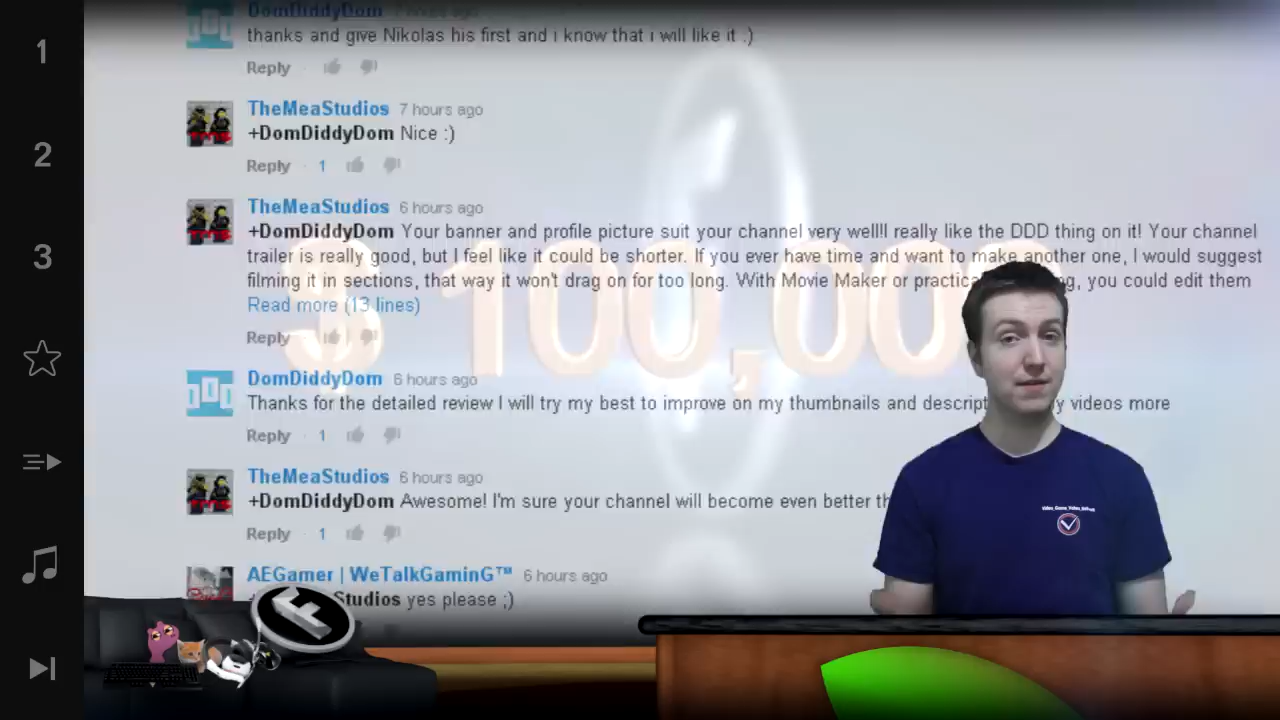 1
2
3
DomDiddyDom
thanks and give Nikolas his first and i know that i will like it :)
Reply
TheMeaStudios 7 hours ago
+DomDiddyDom Nice :)
Reply · 1
TheMeaStudios 6 hours ago
+DomDiddyDom Your banner and profile picture suit your channel very well!I really like the DDD thing on it! Your channel
trailer is really good, but I feel like it could be shorter. If you ever have time and want to make another one, I would suggest
filming it in sections, that way it won't drag on for too long. With Movie Maker or practica g, you could edit them
Read more (13 lines)
Reply
$ 100,00
DomDiddyDom 6 hours ago
Thanks for the detailed review I will try my best to improve on my thumbnails and descript y videos more
Reply · 1
TheMeaStudios 6 hours ago
+DomDiddyDom Awesome! I'm sure your channel will become even better th
Reply · 1
AEGamer | WeTalkGaminG™ 6 hours ago
Studios yes please ;)
F